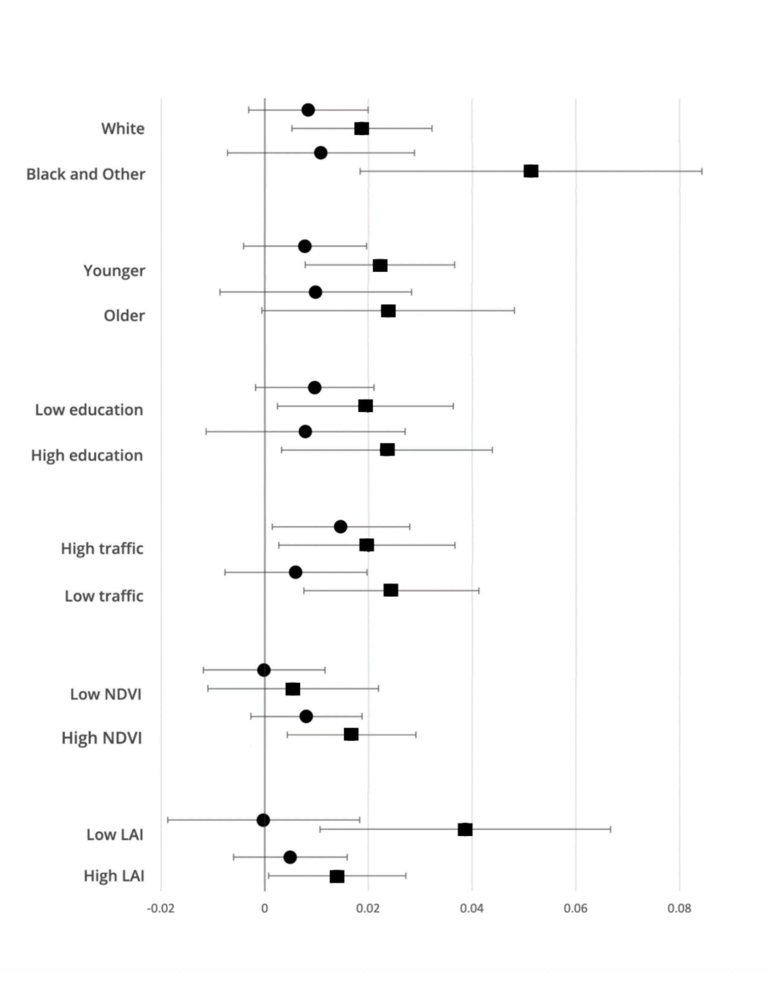 White
Black and Other
Younger
Older
Low education
High education
High traffic
Low traffic
Low NDVI
High NDVI
Low LAI
High LAI
-0.02 0 0.02 0.04 0.06 0.08